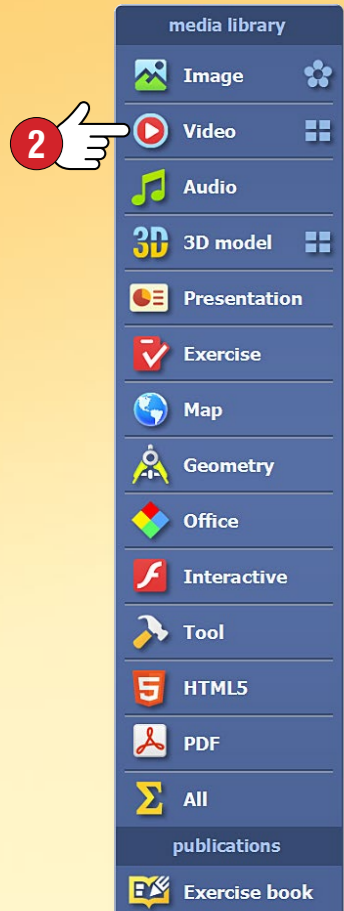 media library
Image
2
Video
Audio
3D
3D model
Presentation
Exercise
Map
Geometry
Office
Interactive
Tool
5
HTML5
PDF
Σ
All
publications
Exercise book